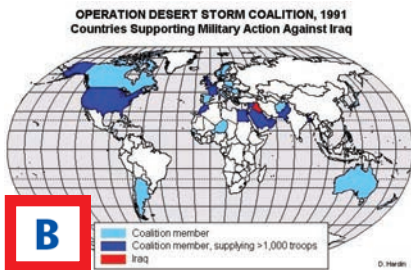 OPERATION DESERT STORM COALITION, 1991
Countries Supporting Military Action Against Iraq
B
Coalition member
Coalition member, supplying >1,000 troops
Iraq
D. Hardin